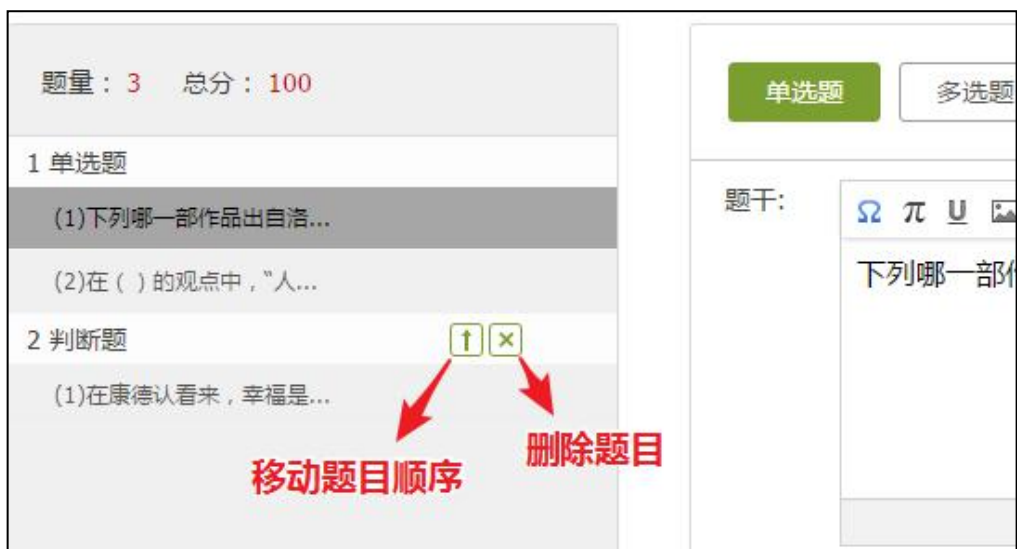 题量：3 总分：100
1 单选题
(1)下列哪一部作品出自洛...
(2)在（ ）的观点中，“人...
2 判断题
(1)在康德认看来，幸福是...
移动题目顺序
删除题目
单选题 多选题
题干:
Ω π U
下列哪一部